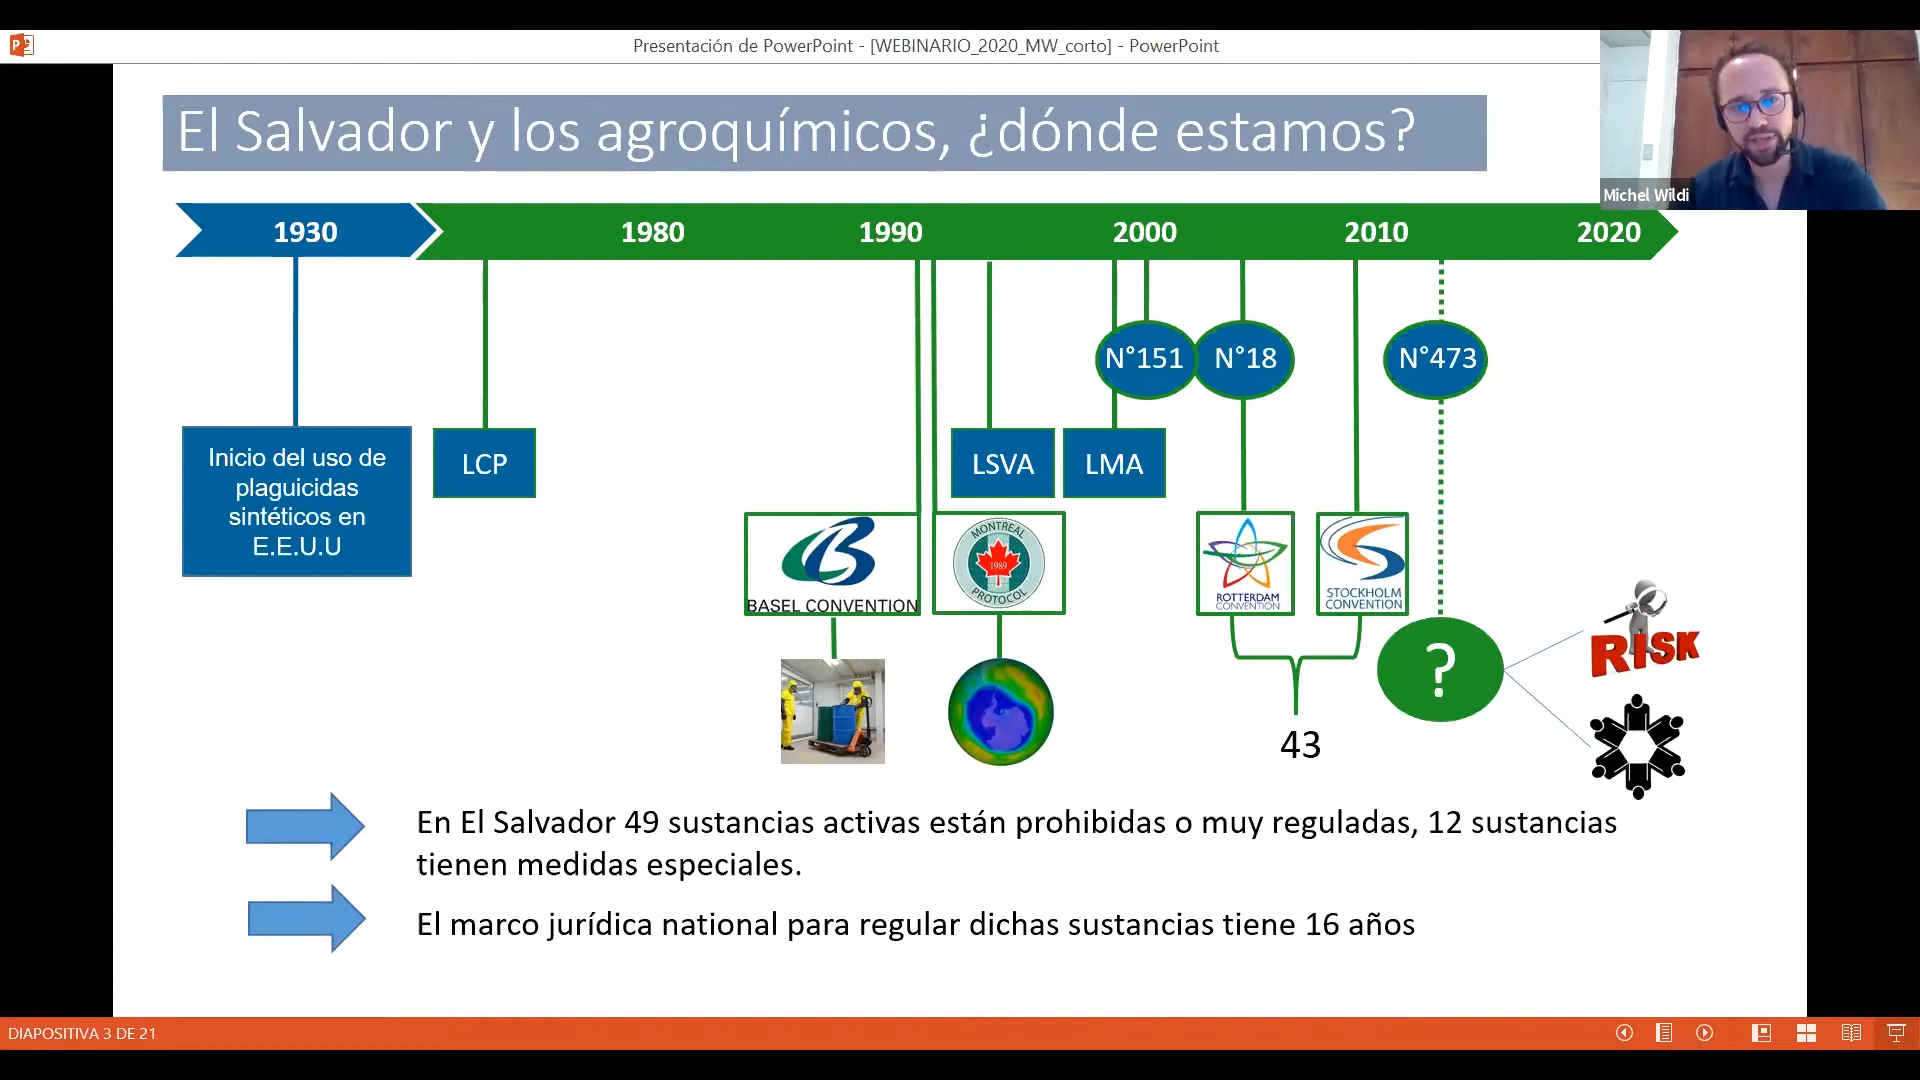 Presentación de PowerPoint - [WEBINARIO_2020_MW_corto] - PowerPoint
El Salvador y los agroquímicos, ¿dónde estamos?
Michel Wildi
1930
1980
1990
2000
2010
2020
N°151
N°18
N°473
Inicio del uso de
plaguicidas
sintéticos en
E.E.U.U
LCP
LSVA
LMA
BASEL CONVENTION
MONTREAL
1989
PROTOCOL
ROTTERDAM
CONVENTION
STOCKHOLM
CONVENTION
?
RISK
43
En El Salvador 49 sustancias activas están prohibidas o muy reguladas, 12 sustancias
tienen medidas especiales.
El marco jurídica national para regular dichas sustancias tiene 16 años
DIAPOSITIVA 3 DE 21